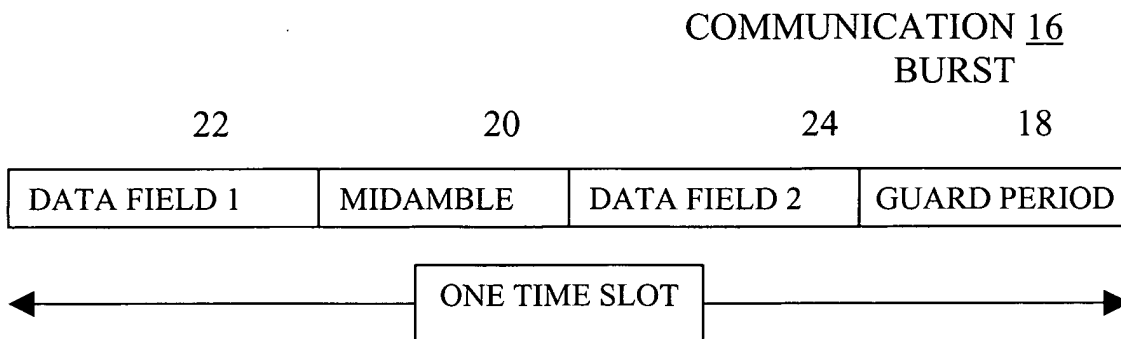 COMMUNICATION 16
BURST
22 20 24 18
DATA FIELD 1 MIDAMBLE DATA FIELD 2 GUARD PERIOD
ONE TIME SLOT